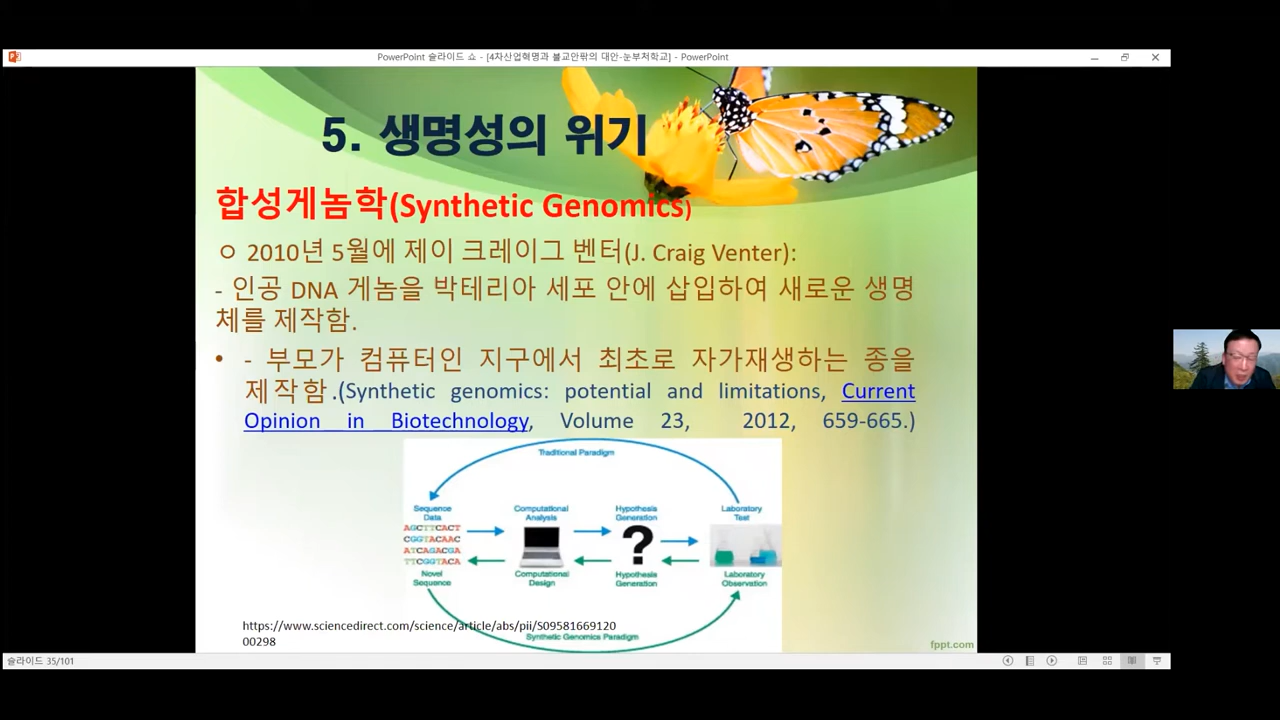 PowerPoint 슬라이드 쇼 - [4차산업혁명과 불교안팎의 대안-눈부처학교] - PowerPoint
5. 생명성의 위기
합성게놈학(Synthetic Genomics)
ㅇ 2010년 5월에 제이 크레이그 벤터(J. Craig Venter):
- 인공 DNA 게놈을 박테리아 세포 안에 삽입하여 새로운 생명
체를 제작함.
• - 부모가 컴퓨터인 지구에서 최초로 자가재생하는 종을
제작함.(Synthetic genomics: potential and limitations, Current
Opinion in Biotechnology, Volume 23, 2012, 659-665.)
Traditional Paradigm
Sequence Data
Computational Analysis
Hypothesis Generation
Laboratory Test
AGCTTCACT
CGGTACAAC
ATCAGACGA
TTCGGTACA
?
Novel Sequence
Computational Design
Hypothesis Generation
Laboratory Observation
Synthetic Genomics Paradigm
https://www.sciencedirect.com/science/article/abs/pii/S09581669120
00298
fppt.com
슬라이드 35/101